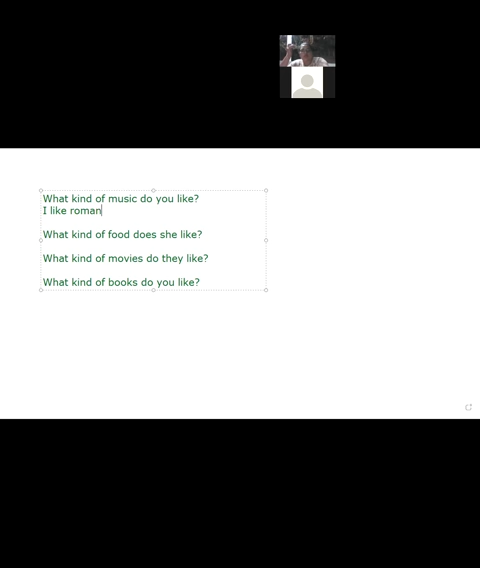 What kind of music do you like?
I like roman
What kind of food does she like?
What kind of movies do they like?
What kind of books do you like?